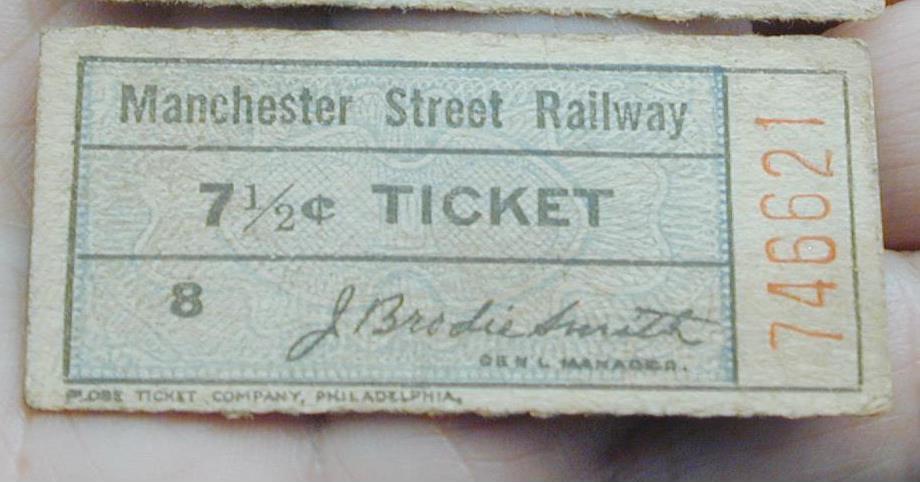 Manchester Street Railway
7½¢ TICKET
8
J Brodie Smith
GEN'L MANAGER.
GLOBE TICKET COMPANY, PHILADELPHIA,
746621